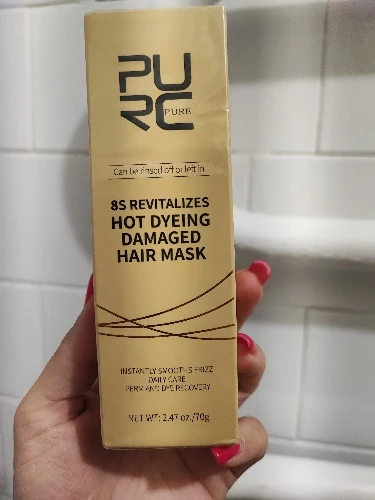 PURC
PURE
Can be rinsed off or left in
8S REVITALIZES
HOT DYEING
DAMAGED
HAIR MASK
INSTANTLY SMOOTHS FRIZZ
DAILY CARE
PERM AND DYE RECOVERY
NET WT: 2.47 oz./70g